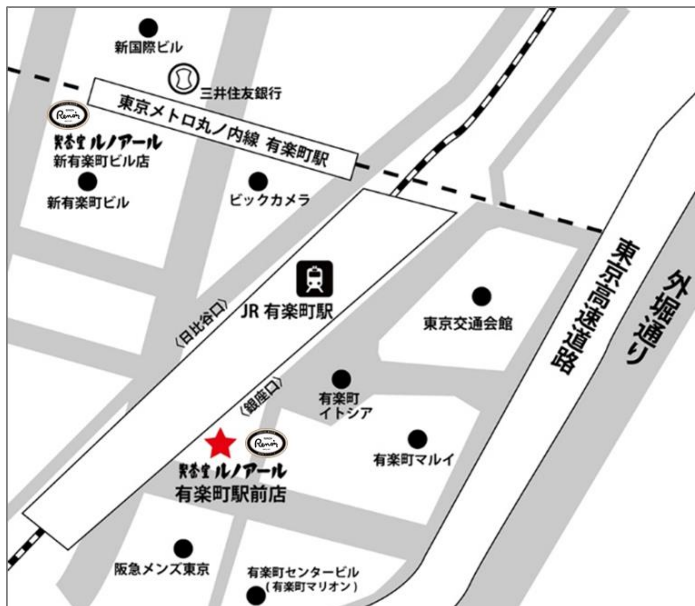 新国際ビル
三井住友銀行
東京メトロ丸ノ内線 有楽町駅
Renoir
喫茶室 ルノアール
新有楽町ビル店
新有楽町ビル
ビックカメラ
JR 有楽町駅
〈日比谷口〉
〈銀座口〉
東京交通会館
東京高速道路
外堀通り
有楽町
イトシア
有楽町マルイ
Renoir
喫茶室 ルノアール
有楽町駅前店
阪急メンズ東京
有楽町センタービル
(有楽町マリオン)